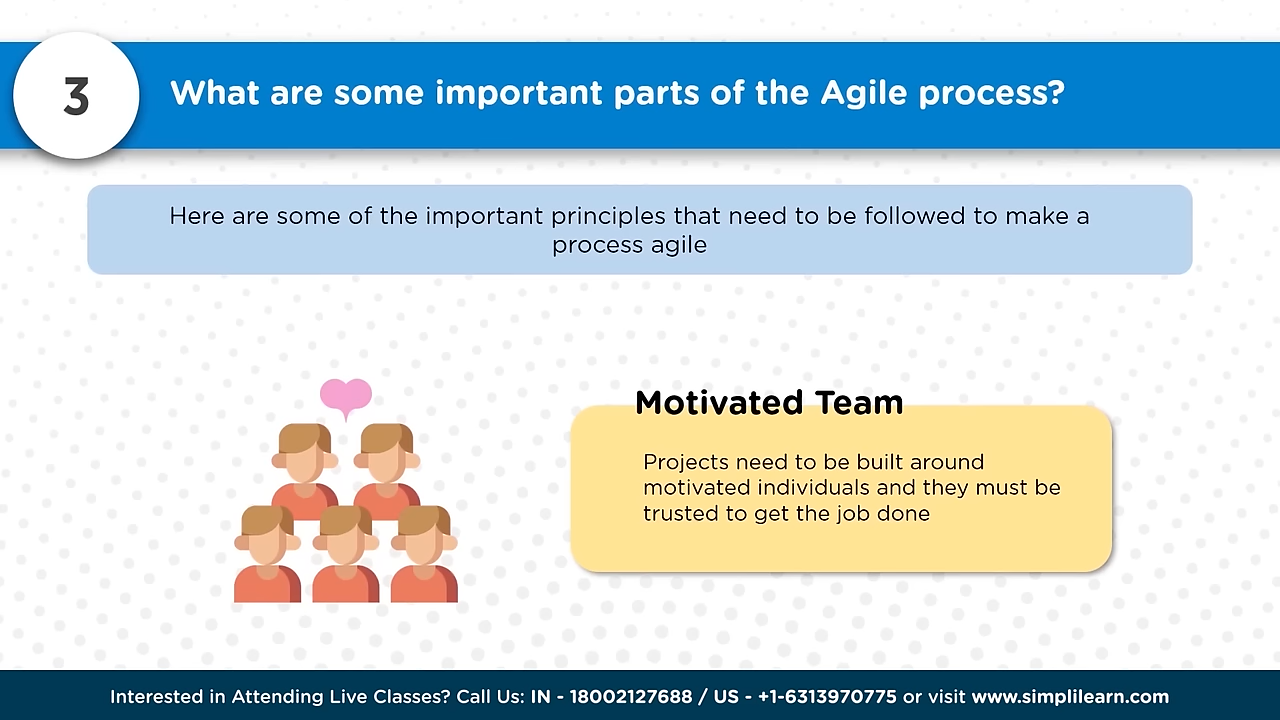 3
What are some important parts of the Agile process?
Here are some of the important principles that need to be followed to make a
process agile
Motivated Team
Projects need to be built around
motivated individuals and they must be
trusted to get the job done
Interested in Attending Live Classes? Call Us: IN - 18002127688 / US - +1-6313970775 or visit www.simplilearn.com